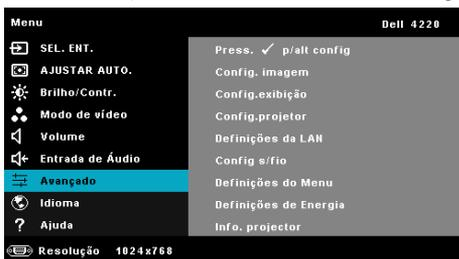 Menu Dell 4220
SEL. ENT. Press. ✓ p/alt config
AJUSTAR AUTO. Config. imagem
Brilho/Contr. Config.exibição
Modo de vídeo Config.projetor
Volume Definições da LAN
Entrada de Áudio Config s/fio
Avançado Definições do Menu
Idioma Definições de Energia
? Ajuda Info. projector
Resolução 1024x768